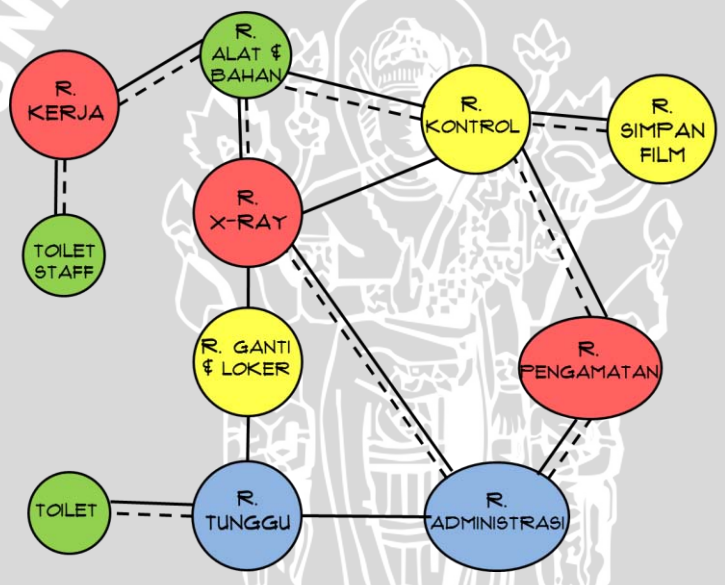 R.
ALAT &
BAHAN
R.
KERJA
R.
KONTROL
R.
SIMPAN
FILM
R.
X-RAY
TOILET
STAFF
R. GANTI
& LOKER
R.
PENGAMATAN
TOILET
R.
TUNGGU
R.
ADMINISTRASI